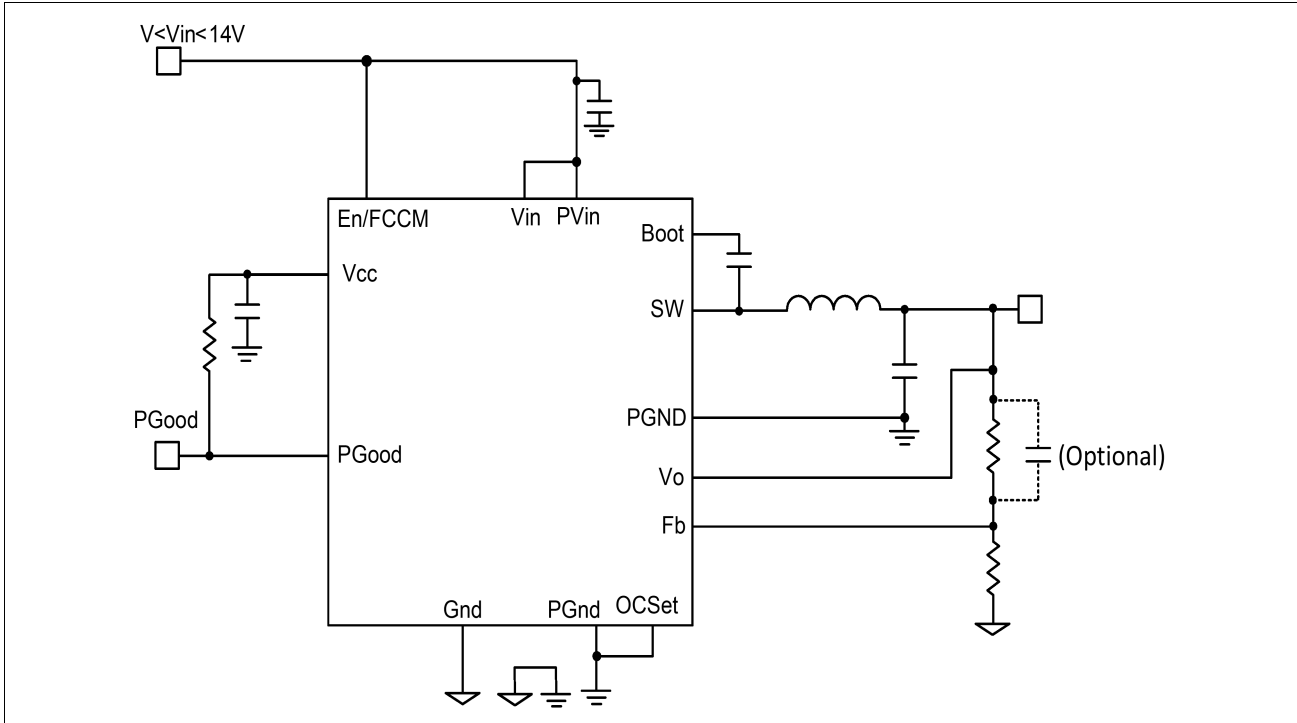 V<Vin<14V
En/FCCM
Vin
PVin
Boot
Vcc
SW
PGood
PGND
PGood
Vo
(Optional)
Fb
Gnd
PGnd
OCSet